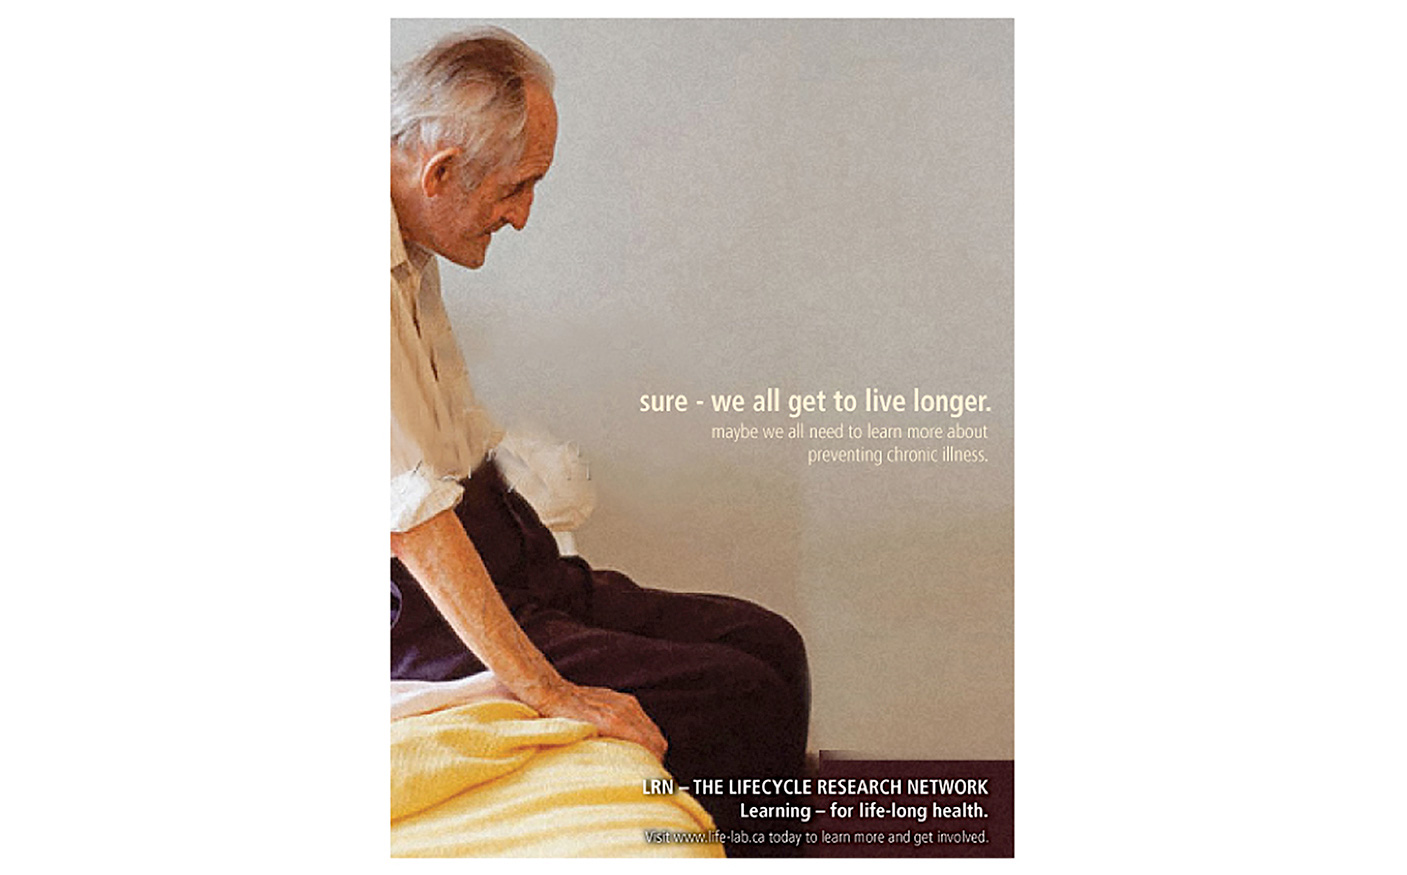 sure - we all get to live longer.
maybe we all need to learn more about
preventing chronic illness.
LRN – THE LIFECYCLE RESEARCH NETWORK
Learning – for life-long health.
Visit www.life-lab.ca today to learn more and get involved.